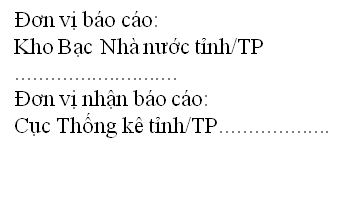 Đơn vị báo cáo:
Kho Bạc Nhà nước tỉnh/TP
...........................
Đơn vị nhận báo cáo:
Cục Thống kê tỉnh/TP...................